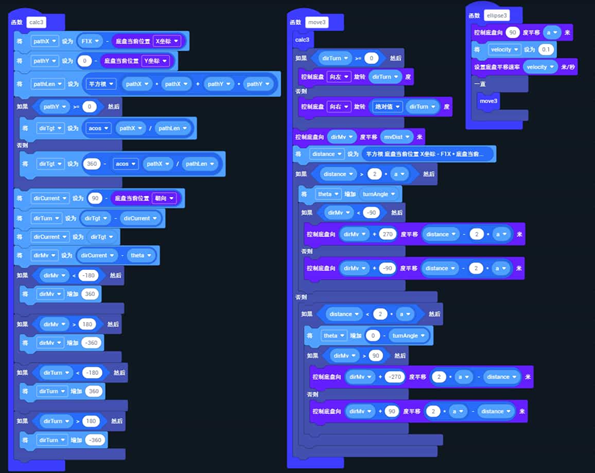 函数 calc3
将 pathX 设为 F1X - 底盘当前位置 X坐标
将 pathY 设为 0 - 底盘当前位置 Y坐标
将 pathLen 设为 平方根 pathX * pathX + pathY * pathY
如果 pathY >= 0 然后
将 dirTgt 设为 acos pathX / pathLen
否则
将 dirTgt 设为 360 - acos pathX / pathLen
将 dirCurrent 设为 90 - 底盘当前位置 朝向
将 dirTurn 设为 dirTgt - dirCurrent
将 dirCurrent 设为 dirTgt
将 dirMv 设为 dirCurrent - theta
如果 dirMv < -180 然后
将 dirMv 增加 360
如果 dirMv > 180 然后
将 dirMv 增加 -360
如果 dirTurn < -180 然后
将 dirTurn 增加 360
如果 dirTurn > 180 然后
将 dirTurn 增加 -360
函数 move3
calc3
如果 dirTurn >= 0 然后
控制底盘 向左 旋转 dirTurn 度
否则
控制底盘 向右 旋转 绝对值 dirTurn 度
控制底盘向 dirMv 度平移 mvDist 米
将 distance 设为 平方根 底盘当前位置 X坐标 - F1X * 底盘当前...
如果 distance > 2 * a 然后
将 theta 增加 turnAngle
如果 dirMv < -90 然后
控制底盘向 dirMv + 270 度平移 distance - 2 * a 米
否则
控制底盘向 dirMv + -90 度平移 distance - 2 * a 米
否则
如果 distance < 2 * a 然后
将 theta 增加 0 - turnAngle
如果 dirMv > 90 然后
控制底盘向 dirMv + -270 度平移 2 * a - distance 米
否则
控制底盘向 dirMv + 90 度平移 2 * a - distance 米
函数 ellipse3
控制底盘向 90 度平移 a 米
将 velocity 设为 0.1
设置底盘平移速率 velocity 米/秒
一直
move3